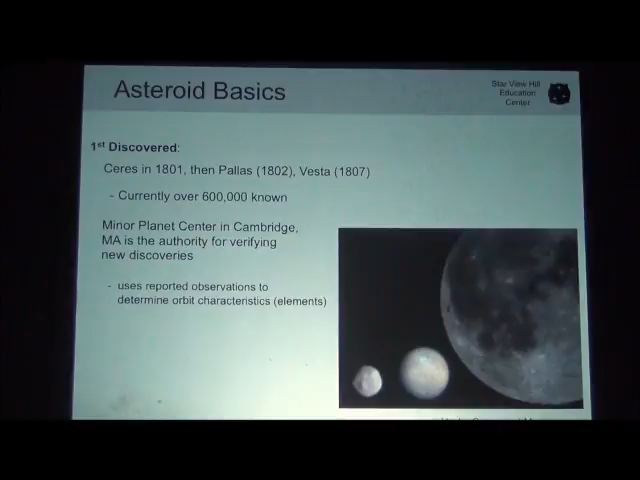 Asteroid Basics
Star View Hill
Education
Center
1st Discovered:
Ceres in 1801, then Pallas (1802), Vesta (1807)
- Currently over 600,000 known
Minor Planet Center in Cambridge,
MA is the authority for verifying
new discoveries
- uses reported observations to
determine orbit characteristics (elements)